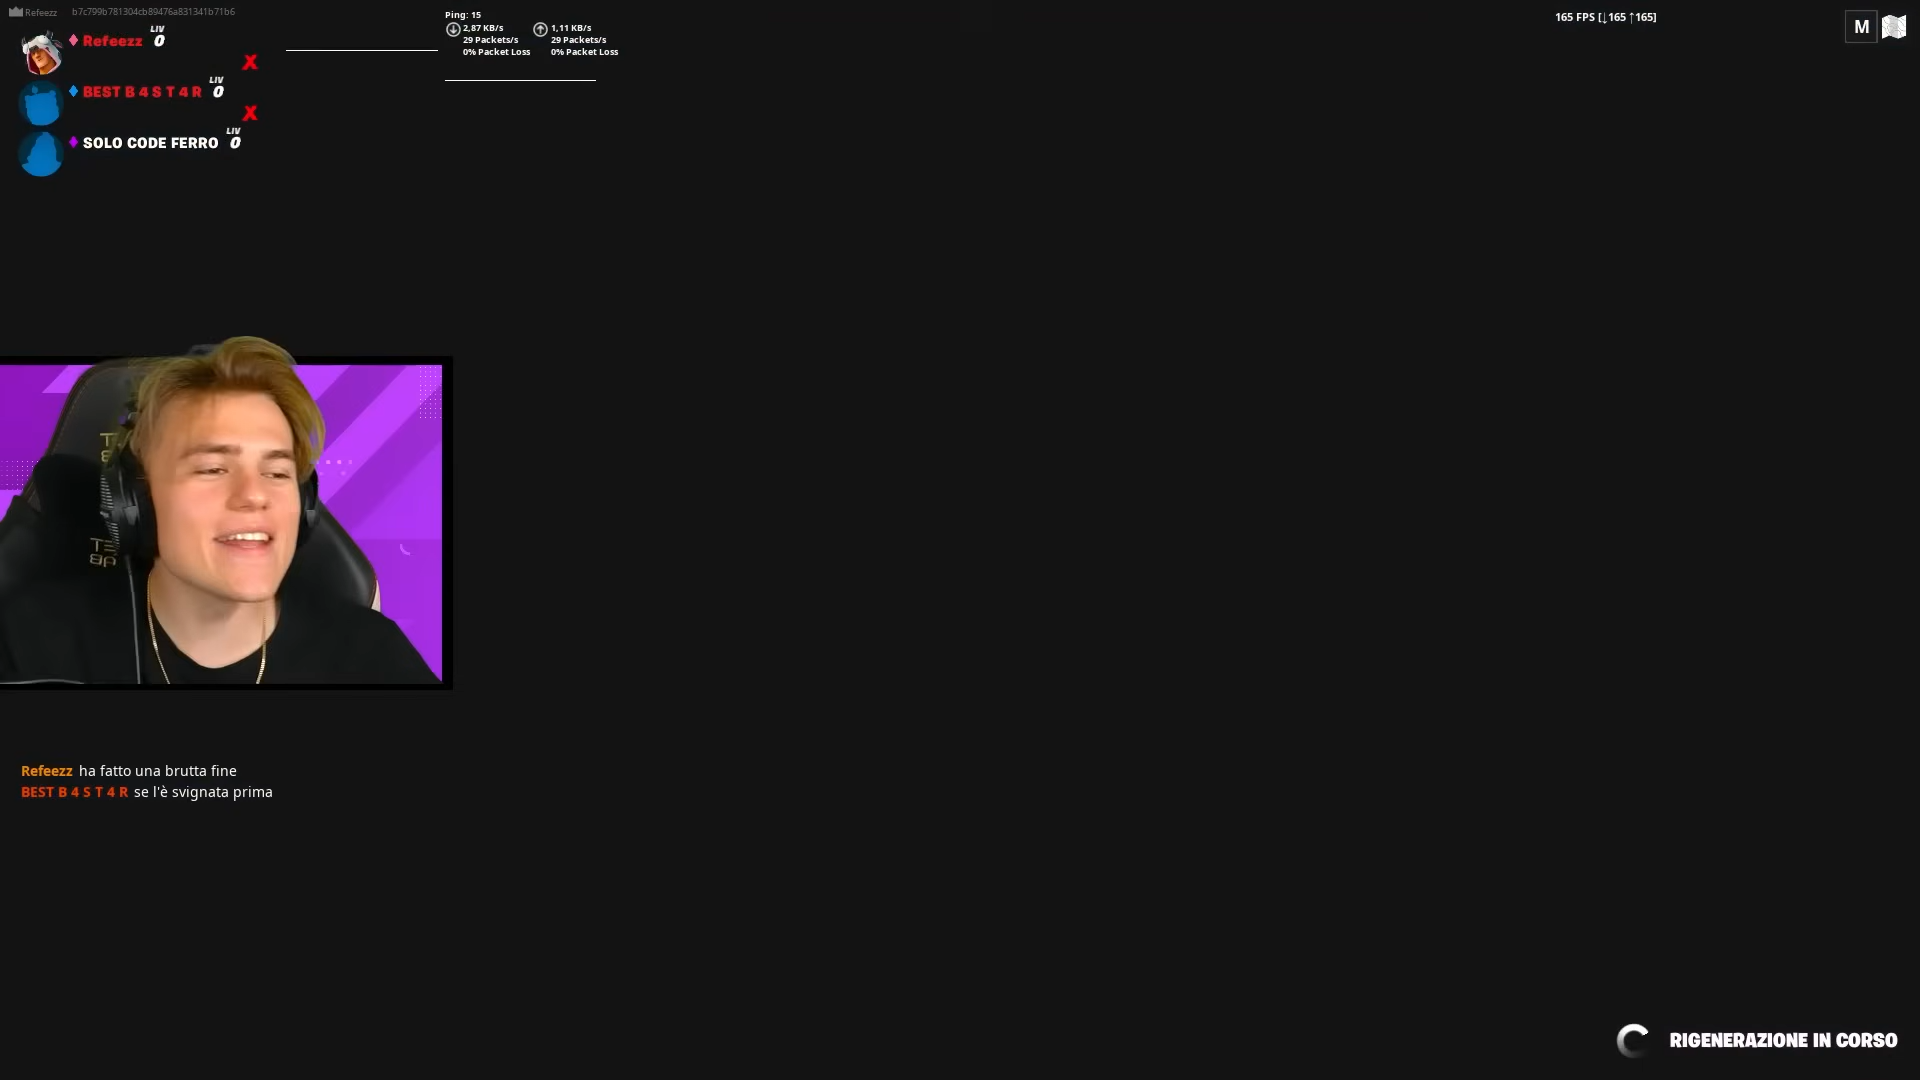 Refeezz b7c799b781304cb89476a831341b71b6
Refeezz LIV 0
X
BEST B 4 S T 4 R LIV 0
X
SOLO CODE FERRO LIV 0
Ping: 15
2,87 KB/s 1,11 KB/s
29 Packets/s 29 Packets/s
0% Packet Loss 0% Packet Loss
165 FPS [↓165 ↑165]
M
Refeezz ha fatto una brutta fine
BEST B 4 S T 4 R se l'è svignata prima
RIGENERAZIONE IN CORSO